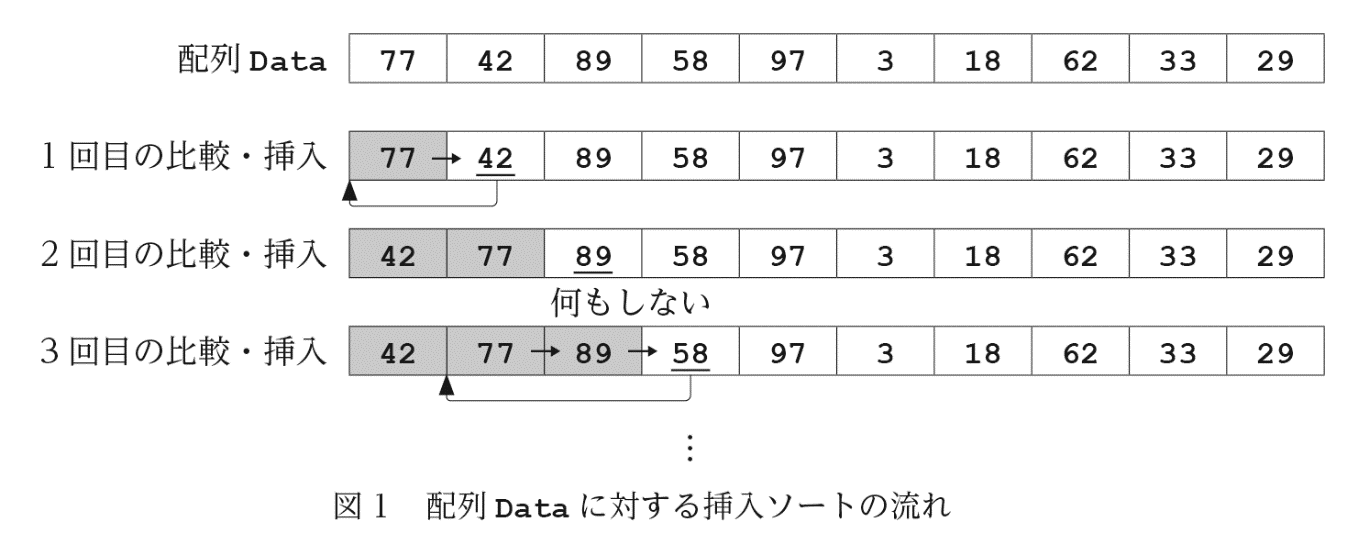 配列 Data 77 42 89 58 97 3 18 62 33 29
1 回目の比較・挿入 77 → 42 89 58 97 3 18 62 33 29
2 回目の比較・挿入 42 77 89 58 97 3 18 62 33 29
何もしない
3 回目の比較・挿入 42 77 → 89 → 58 97 3 18 62 33 29
⋮
図 1 配列 Data に対する挿入ソートの流れ